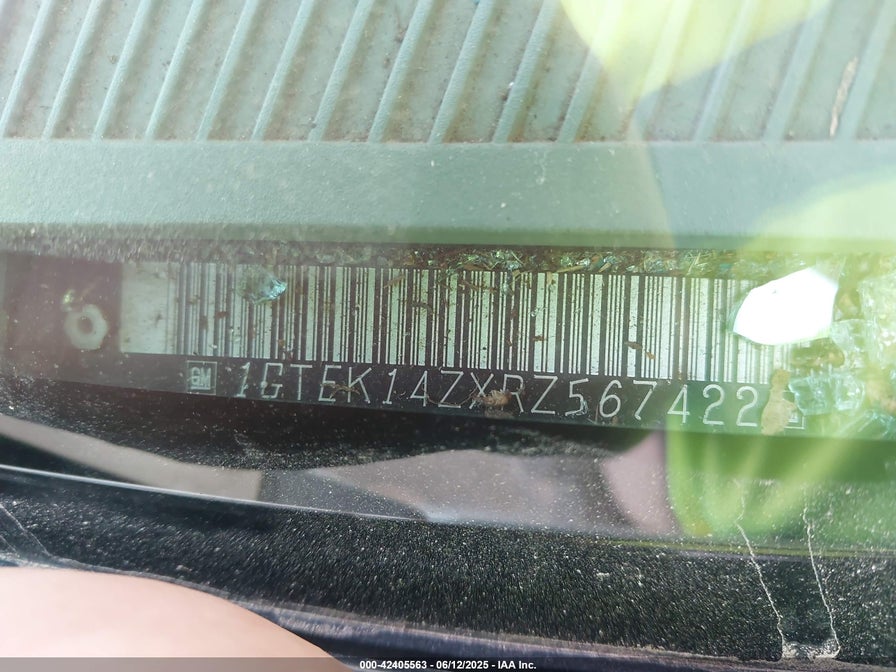 GM 1GTEK14ZXRZ567422
000-42405563 - 06/12/2025 - IAA Inc.